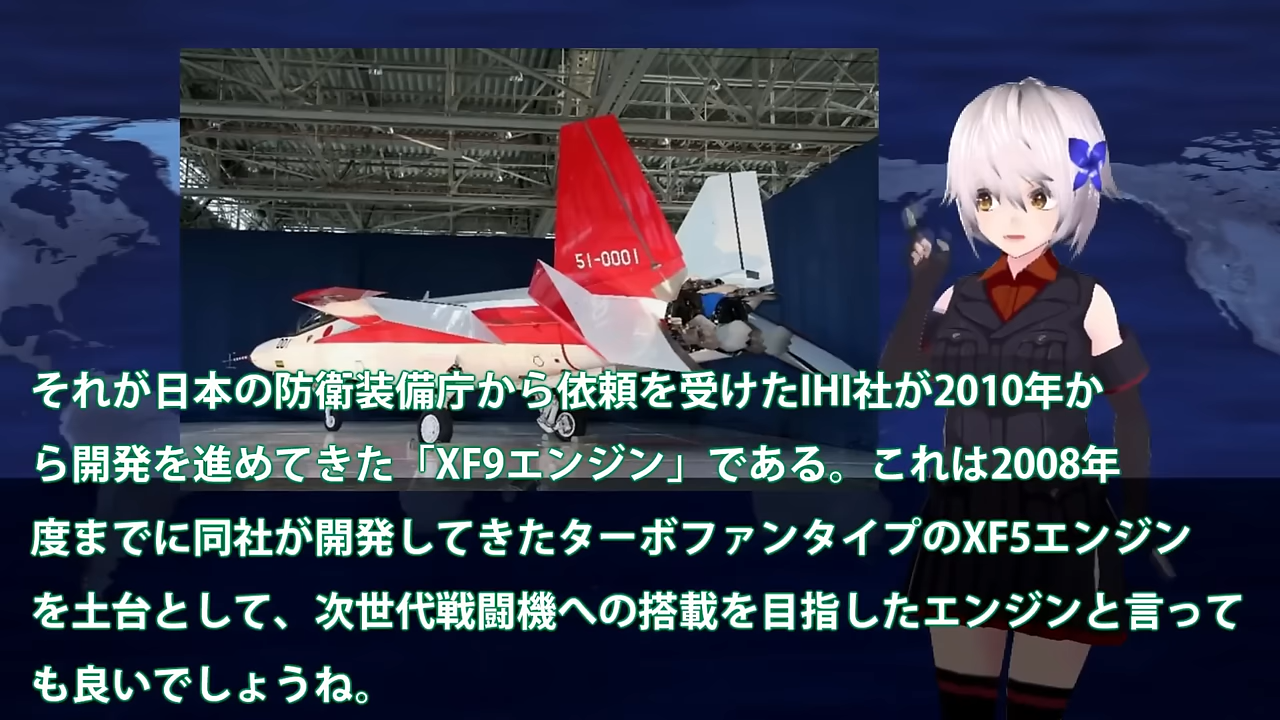 51-0001
001
それが日本の防衛装備庁から依頼を受けたIHI社が2010年か
ら開発を進めてきた「XF9エンジン」である。これは2008年
度までに同社が開発してきたターボファンタイプのXF5エンジン
を土台として、次世代戦闘機への搭載を目指したエンジンと言って
も良いでしょうね。